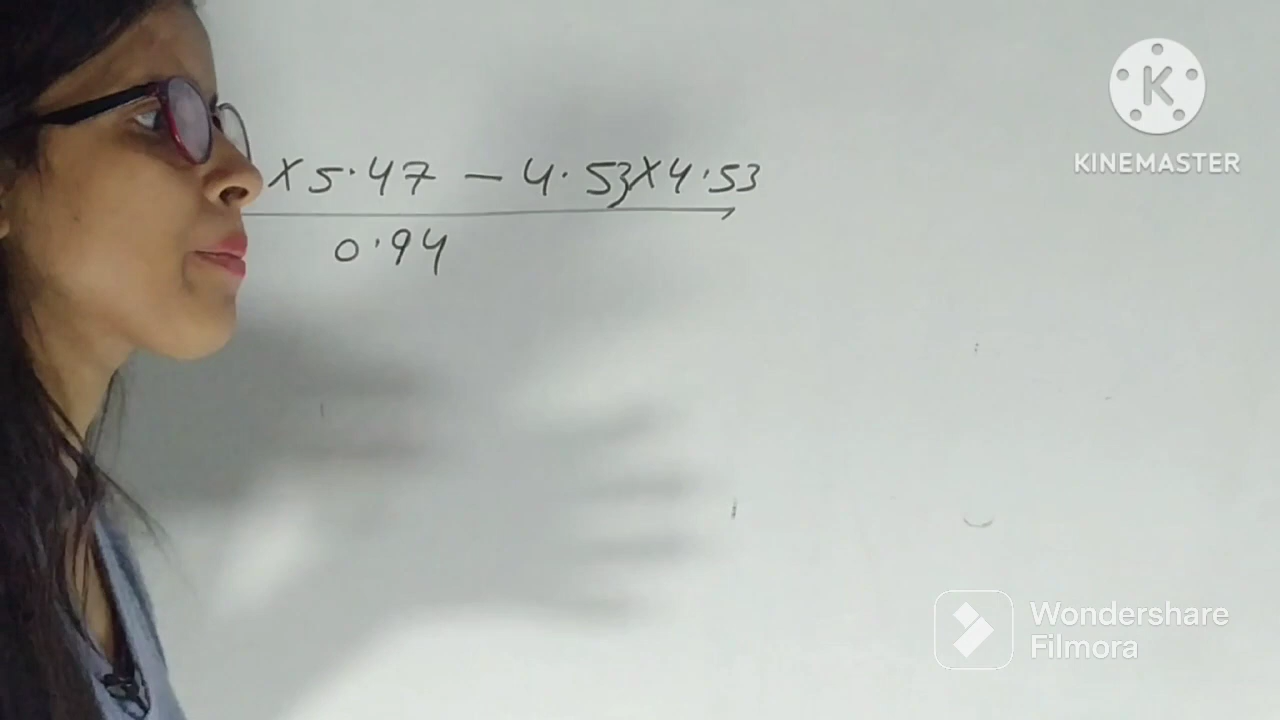 ×5.47 – 4.53×4.53
0.94
K
KINEMASTER
Wondershare
Filmora